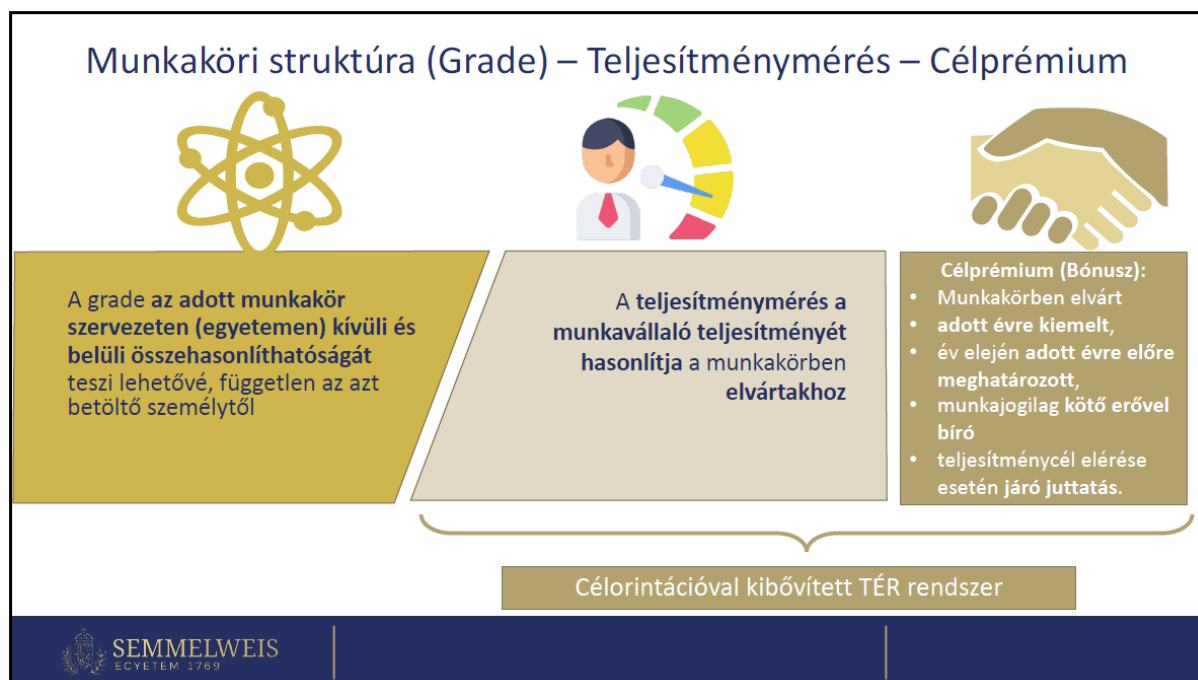 Munkaköri struktúra (Grade) – Teljesítménymérés – Célprémium
A grade az adott munkakör
szervezeten (egyetemen) kívüli és
belüli összehasonlíthatóságát
teszi lehetővé, független az azt
betöltő személytől
A teljesítménymérés a
munkavállaló teljesítményét
hasonlítja a munkakörben
elvártakhoz
Célprémium (Bónusz):
• Munkakörben elvárt
• adott évre kiemelt,
• év elején adott évre előre
meghatározott,
• munkajogilag kötő erővel
bíró
• teljesítménycél elérése
esetén járó juttatás.
Célorintációval kibővített TÉR rendszer
SEMMELWEIS
EGYETEM 1769